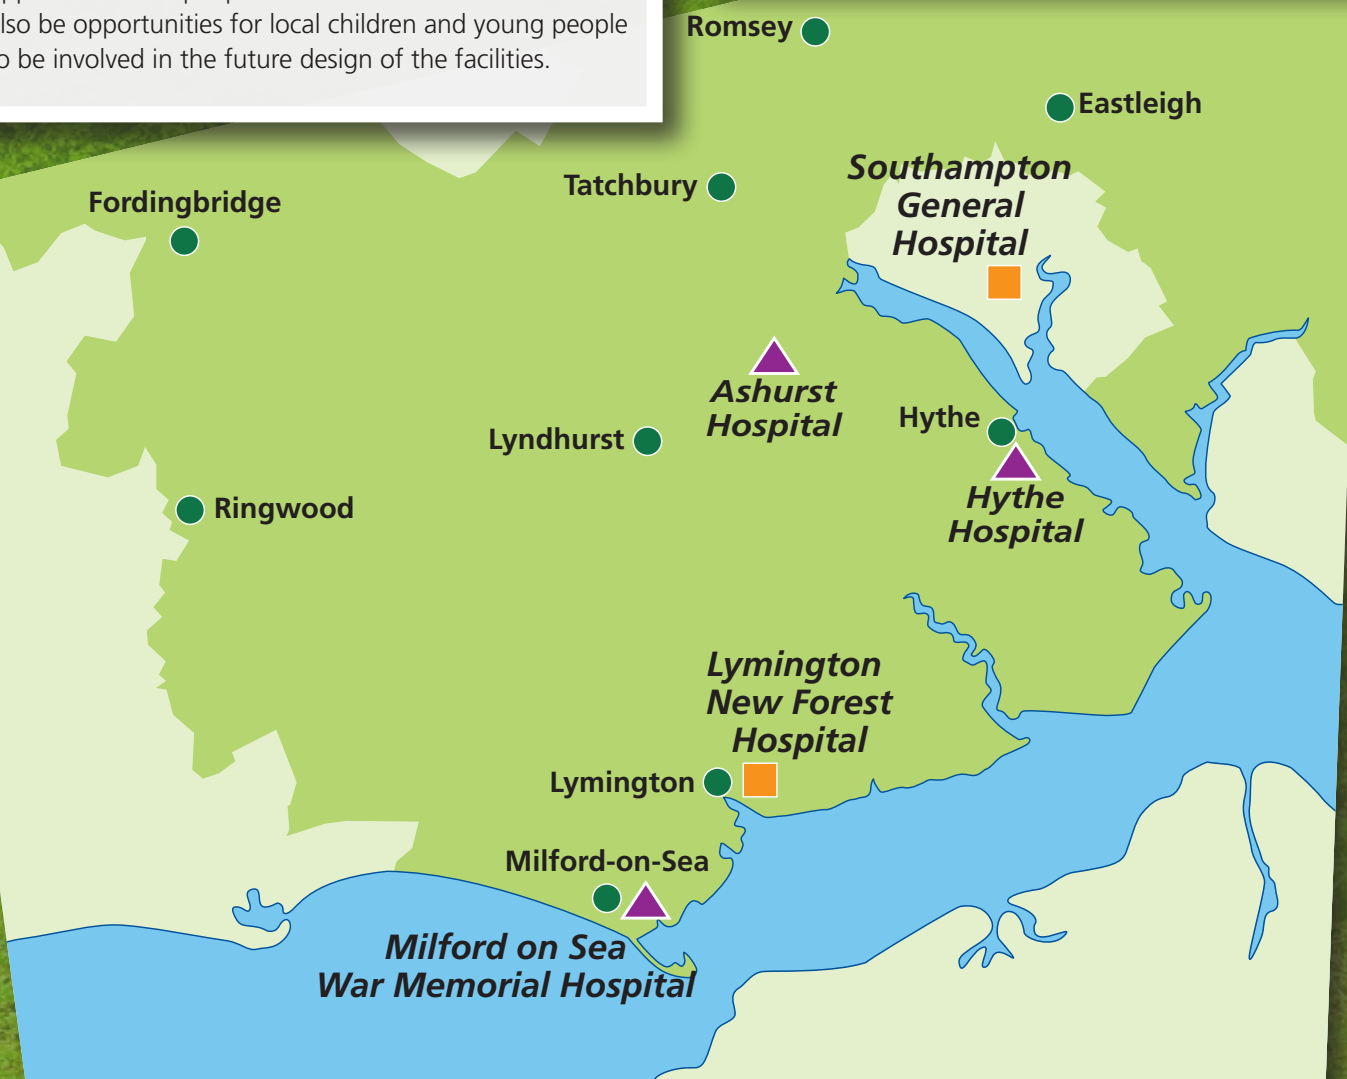 lso be opportunities for local children and young people
o be involved in the future design of the facilities.
Romsey
Eastleigh
Southampton
General
Hospital
Tatchbury
Fordingbridge
Ashurst
Hospital
Hythe
Lyndhurst
Hythe
Hospital
Ringwood
Lymington
New Forest
Hospital
Lymington
Milford-on-Sea
Milford on Sea
War Memorial Hospital